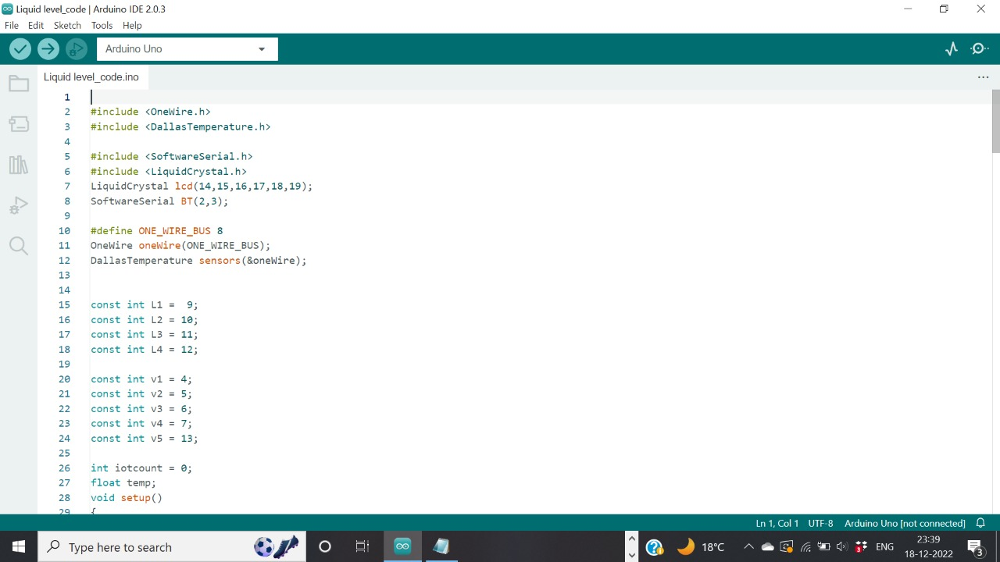 Liquid level_code | Arduino IDE 2.0.3
File Edit Sketch Tools Help
Arduino Uno
Liquid level_code.ino
1
2 #include <OneWire.h>
3 #include <DallasTemperature.h>
4
5 #include <SoftwareSerial.h>
6 #include <LiquidCrystal.h>
7 LiquidCrystal lcd(14,15,16,17,18,19);
8 SoftwareSerial BT(2,3);
9
10 #define ONE_WIRE_BUS 8
11 OneWire oneWire(ONE_WIRE_BUS);
12 DallasTemperature sensors(&oneWire);
13
14
15 const int L1 =  9;
16 const int L2 = 10;
17 const int L3 = 11;
18 const int L4 = 12;
19
20 const int v1 = 4;
21 const int v2 = 5;
22 const int v3 = 6;
23 const int v4 = 7;
24 const int v5 = 13;
25
26 int iotcount = 0;
27 float temp;
28 void setup()
29 {
Ln 1, Col 1 UTF-8 Arduino Uno [not connected]
Type here to search
18°C
ENG
23:39
18-12-2022
3
3